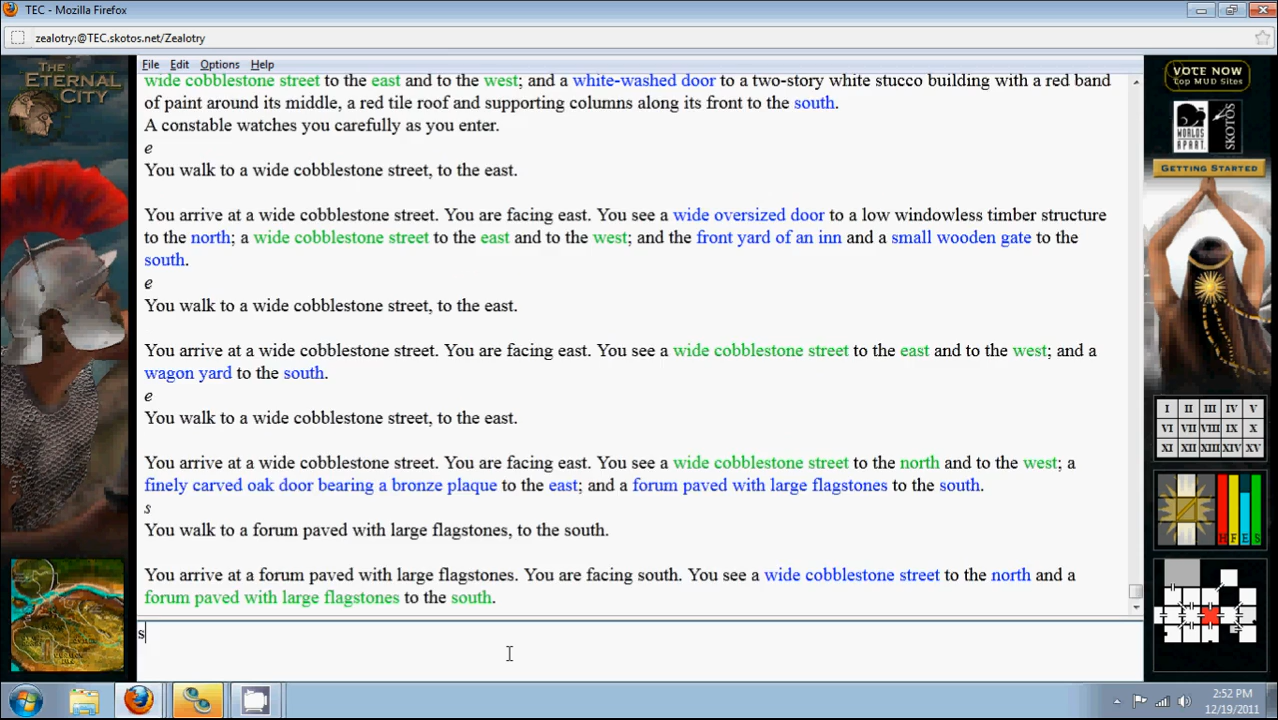 TEC - Mozilla Firefox
zealotry:@TEC.skotos.net/Zealotry
THE ETERNAL CITY
File Edit Options Help
wide cobblestone street to the east and to the west; and a white-washed door to a two-story white stucco building with a red band
of paint around its middle, a red tile roof and supporting columns along its front to the south.
A constable watches you carefully as you enter.
e
You walk to a wide cobblestone street, to the east.
You arrive at a wide cobblestone street. You are facing east. You see a wide oversized door to a low windowless timber structure
to the north; a wide cobblestone street to the east and to the west; and the front yard of an inn and a small wooden gate to the
south.
e
You walk to a wide cobblestone street, to the east.
You arrive at a wide cobblestone street. You are facing east. You see a wide cobblestone street to the east and to the west; and a
wagon yard to the south.
e
You walk to a wide cobblestone street, to the east.
You arrive at a wide cobblestone street. You are facing east. You see a wide cobblestone street to the north and to the west; a
finely carved oak door bearing a bronze plaque to the east; and a forum paved with large flagstones to the south.
s
You walk to a forum paved with large flagstones, to the south.
You arrive at a forum paved with large flagstones. You are facing south. You see a wide cobblestone street to the north and a
forum paved with large flagstones to the south.
s
VOTE NOW
Top MUD Sites
WORLDS APART
SKOTOS
GETTING STARTED
I II III IV V
VI VII VIII IX X
XI XII XIII XIV XV
H F E S
2:52 PM
12/19/2011